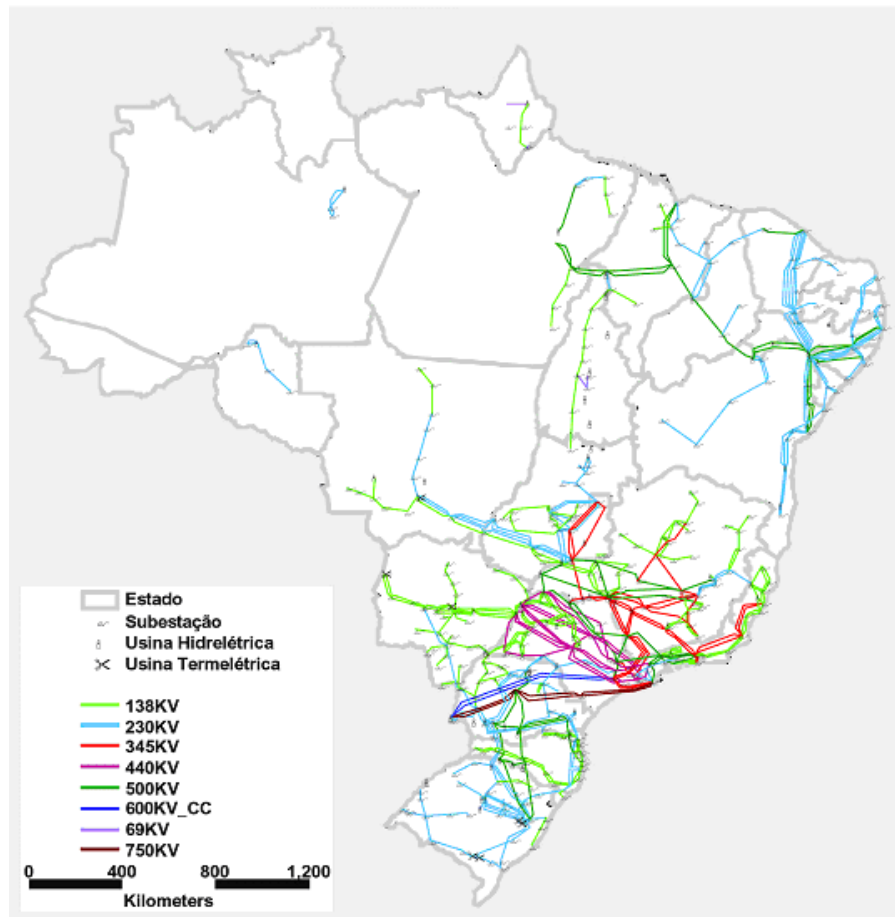 Estado
Subestação
Usina Hidrelétrica
Usina Termelétrica
138KV
230KV
345KV
440KV
500KV
600KV_CC
69KV
750KV
0 400 800 1,200
Kilometers